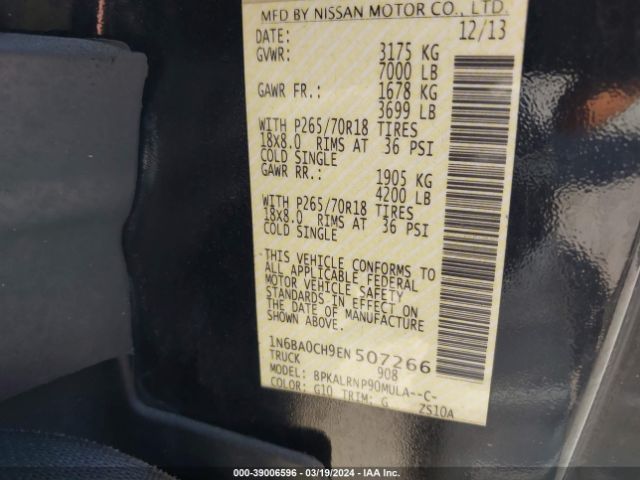 MFD BY NISSAN MOTOR CO., LTD.
DATE: 12/13
GVWR: 3175 KG
7000 LB
GAWR FR.: 1678 KG
3699 LB
WITH P265/70R18 TIRES
18X8.0 RIMS AT 36 PSI
COLD SINGLE
GAWR RR.: 1905 KG
4200 LB
WITH P265/70R18 TIRES
18X8.0 RIMS AT 36 PSI
COLD SINGLE
THIS VEHICLE CONFORMS TO
ALL APPLICABLE FEDERAL
MOTOR VEHICLE SAFETY
STANDARDS IN EFFECT ON
THE DATE OF MANUFACTURE
SHOWN ABOVE.
1N6BA0CH9EN507266
TRUCK 908
MODEL: BPKALRNP90MULA--C-
COLOR: G10 TRIM: G ZS10A
000-39006596 — 03/19/2024 — IAA Inc.